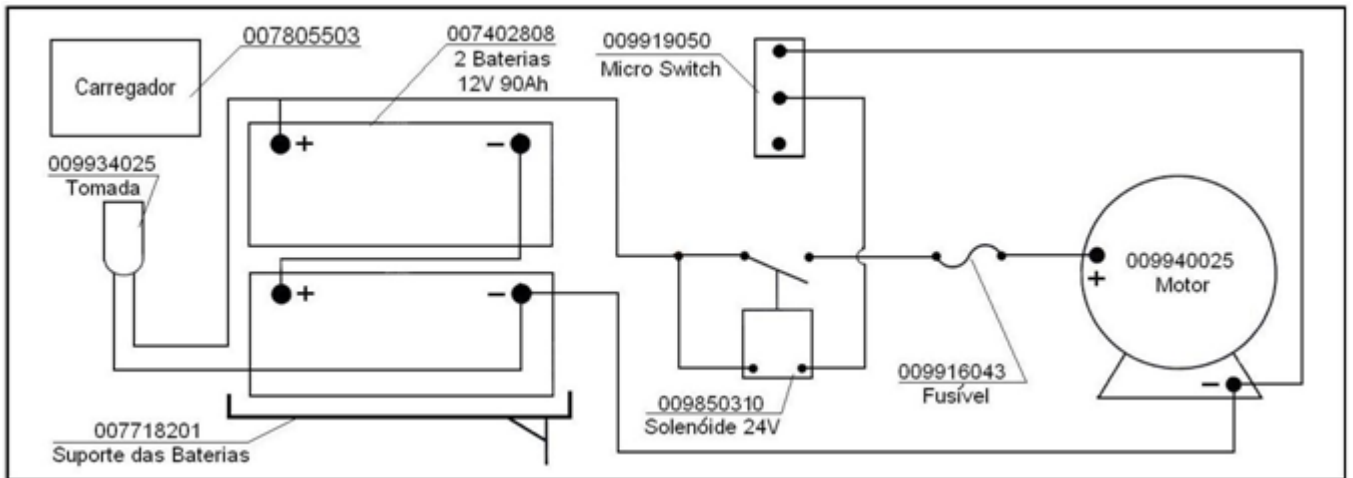 007805503
Carregador
007402808
2 Baterias
12V 90Ah
009919050
Micro Switch
009934025
Tomada
+
−
+
−
009940025
Motor
+
−
009916043
Fusível
009850310
Solenóide 24V
007718201
Suporte das Baterias